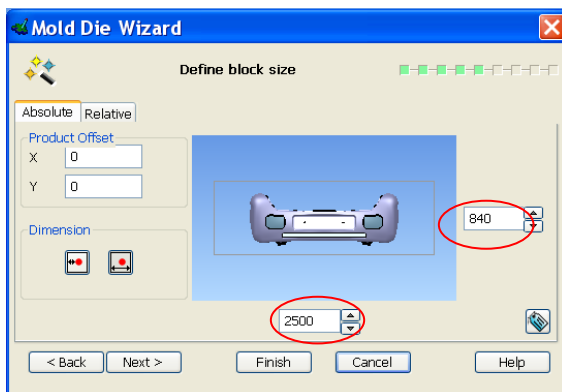 Mold Die Wizard
Define block size
Absolute Relative
Product Offset
X 0
Y 0
840
Dimension
2500
< Back Next > Finish Cancel Help